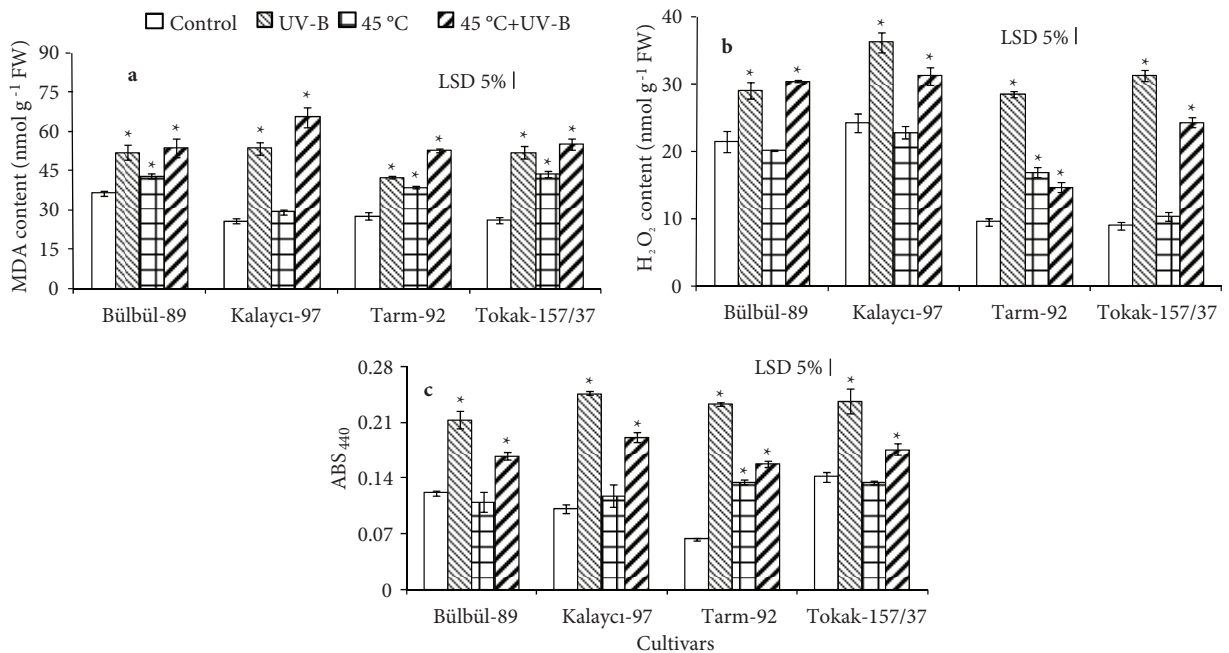 Control UV-B 45 °C 45 °C+UV-B
a
LSD 5%
MDA content (nmol g⁻¹ FW)
90
75
60
45
30
15
0
* * * * * * * * * * *
Bülbül-89 Kalaycı-97 Tarm-92 Tokak-157/37
b
LSD 5%
H₂O₂ content (nmol g⁻¹ FW)
40
30
20
10
0
* * * * * * * * *
Bülbül-89 Kalaycı-97 Tarm-92 Tokak-157/37
c
LSD 5%
ABS₄₄₀
0.28
0.21
0.14
0.07
0
* * * * * * * * *
Bülbül-89 Kalaycı-97 Tarm-92 Tokak-157/37
Cultivars